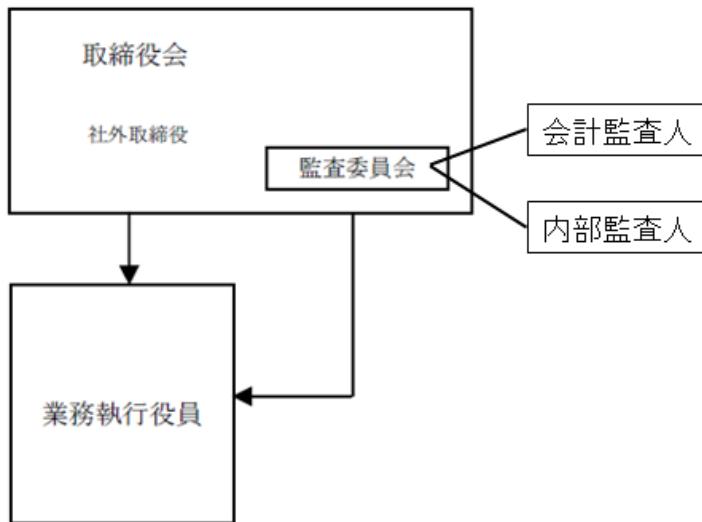 取締役会
社外取締役
監査委員会
会計監査人
内部監査人
業務執行役員